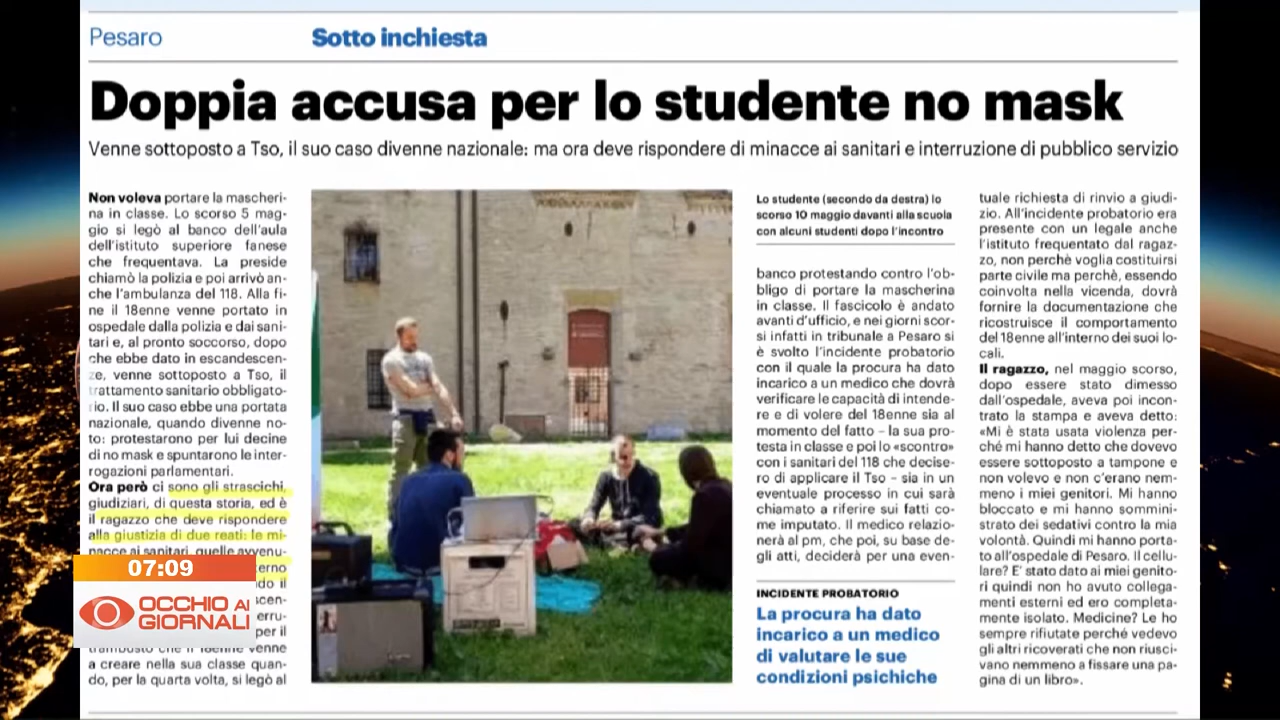 Pesaro
Sotto inchiesta
Doppia accusa per lo studente no mask
Venne sottoposto a Tso, il suo caso divenne nazionale: ma ora deve rispondere di minacce ai sanitari e interruzione di pubblico servizio
Non voleva portare la mascheri-
na in classe. Lo scorso 5 mag-
gio si legò al banco dell'aula
dell'istituto superiore fanese
che frequentava. La preside
chiamò la polizia e poi arrivò an-
che l'ambulanza del 118. Alla fi-
ne il 18enne venne portato in
ospedale dalla polizia e dai sani-
tari e, al pronto soccorso, dopo
che ebbe dato in escandescen-
ze, venne sottoposto a Tso, il
trattamento sanitario obbligato-
rio. Il suo caso ebbe una portata
nazionale, quando divenne no-
to: protestarono per lui decine
di no mask e spuntarono le inter-
rogazioni parlamentari.
Ora però ci sono gli strascichi,
giudiziari, di questa storia, ed è
il ragazzo che deve rispondere
alla giustizia di due reati: le mi-
nacce ai sanitari, quelle avvenu-
terno
do il
scen-
erru-
per il
trambusto che il 18enne venne
a creare nella sua classe quan-
do, per la quarta volta, si legò al
Lo studente (secondo da destra) lo
scorso 10 maggio davanti alla scuola
con alcuni studenti dopo l'incontro
banco protestando contro l'ob-
bligo di portare la mascherina
in classe. Il fascicolo è andato
avanti d'ufficio, e nei giorni scor-
si infatti in tribunale a Pesaro si
è svolto l'incidente probatorio
con il quale la procura ha dato
incarico a un medico che dovrà
verificare le capacità di intende-
re e di volere del 18enne sia al
momento del fatto – la sua pro-
testa in classe e poi lo «scontro»
con i sanitari del 118 che decise-
ro di applicare il Tso – sia in un
eventuale processo in cui sarà
chiamato a riferire sui fatti co-
me imputato. Il medico relazio-
nerà al pm, che poi, su base de-
gli atti, deciderà per una even-
INCIDENTE PROBATORIO
La procura ha dato
incarico a un medico
di valutare le sue
condizioni psichiche
tuale richiesta di rinvio a giudi-
zio. All'incidente probatorio era
presente con un legale anche
l'istituto frequentato dal ragaz-
zo, non perchè voglia costituirsi
parte civile ma perchè, essendo
coinvolta nella vicenda, dovrà
fornire la documentazione che
ricostruisce il comportamento
del 18enne all'interno dei suoi lo-
cali.
Il ragazzo, nel maggio scorso,
dopo essere stato dimesso
dall'ospedale, aveva poi incon-
trato la stampa e aveva detto:
«Mi è stata usata violenza per-
ché mi hanno detto che dovevo
essere sottoposto a tampone e
non volevo e non c'erano nem-
meno i miei genitori. Mi hanno
bloccato e mi hanno sommini-
strato dei sedativi contro la mia
volontà. Quindi mi hanno porta-
to all'ospedale di Pesaro. Il cellu-
lare? E' stato dato ai miei genito-
ri quindi non ho avuto collega-
menti esterni ed ero completa-
mente isolato. Medicine? Le ho
sempre rifiutate perché vedevo
gli altri ricoverati che non riusci-
vano nemmeno a fissare una pa-
gina di un libro».
07:09
OCCHIO AI
GIORNALI